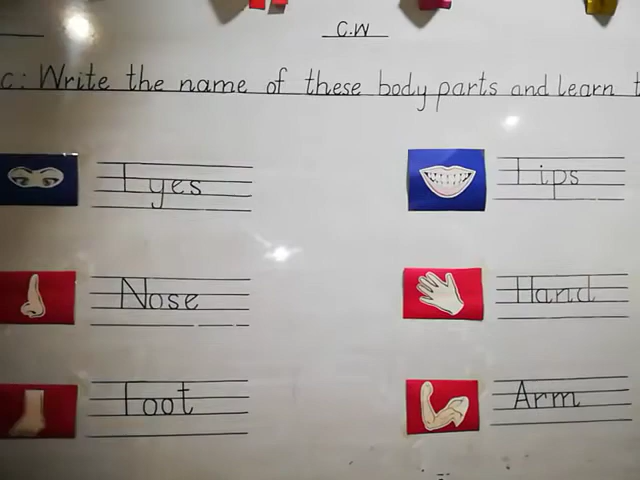 C.W
c: Write the name of these body parts and learn t
Eyes
Lips
Nose
Hand
Foot
Arm